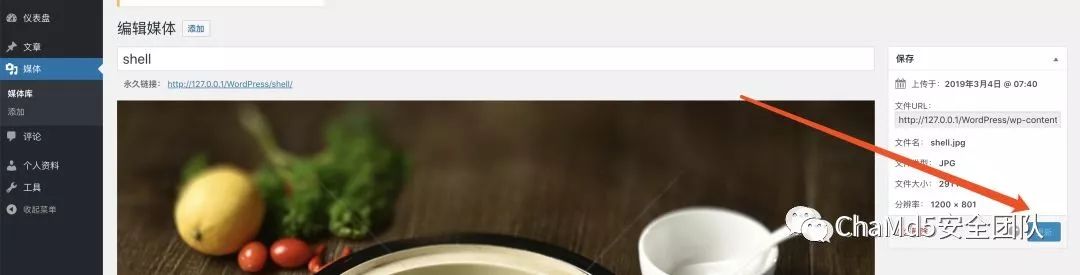 仪表盘
文章
媒体
媒体库
添加
评论
个人资料
工具
收起菜单
编辑媒体 添加
shell
永久链接： http://127.0.0.1/WordPress/shell/
保存
上传于：2019年3月4日 @ 07:40
文件URL：
http://127.0.0.1/WordPress/wp-content
文件名： shell.jpg
文件类型： JPG
文件大小：
分辨率： 1200 × 801
ChaMd5安全团队